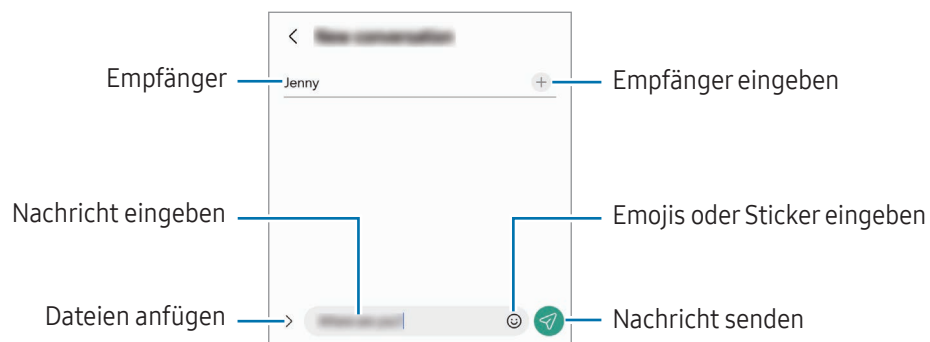 Empfänger
Jenny
Empfänger eingeben
Nachricht eingeben
Emojis oder Sticker eingeben
Dateien anfügen
Nachricht senden